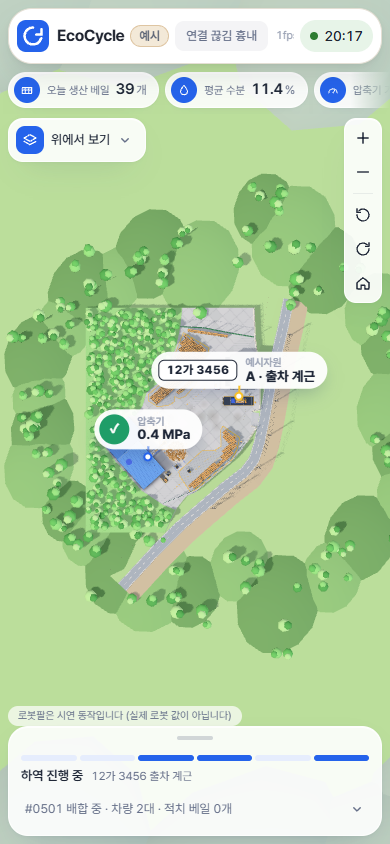 EcoCycle 예시 연결 끊김 흉내 1fp 20:17
오늘 생산 베일 39개 평균 수분 11.4% 압축기
위에서 보기
12가 3456 예시자원 A · 출차 계근
압축기
0.4 MPa
로봇팔은 시연 동작입니다 (실제 로봇 값이 아닙니다)
하역 진행 중 12가 3456 출차 계근
#0501 배합 중 · 차량 2대 · 적치 베일 0개